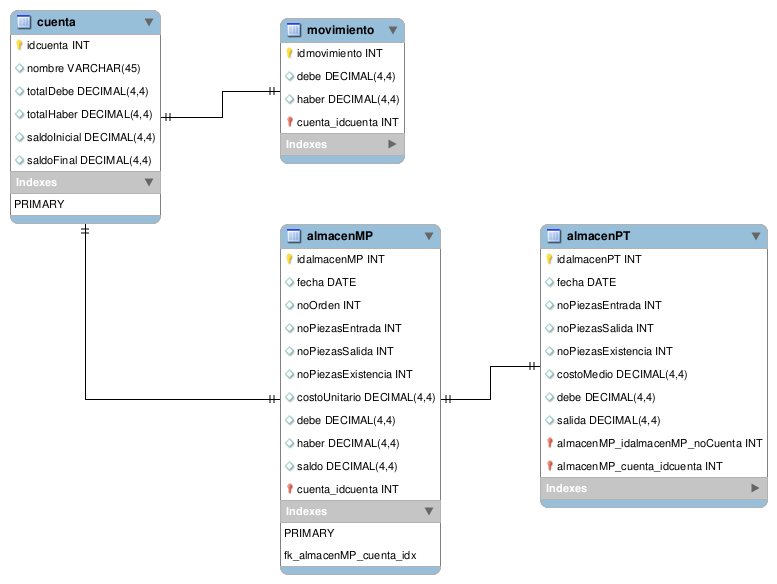 cuenta
idcuenta INT
nombre VARCHAR(45)
totalDebe DECIMAL(4,4)
totalHaber DECIMAL(4,4)
saldoInicial DECIMAL(4,4)
saldoFinal DECIMAL(4,4)
Indexes
PRIMARY
movimiento
idmovimiento INT
debe DECIMAL(4,4)
haber DECIMAL(4,4)
cuenta_idcuenta INT
Indexes
almacenMP
idalmacenMP INT
fecha DATE
noOrden INT
noPiezasEntrada INT
noPiezasSalida INT
noPiezasExistencia INT
costoUnitario DECIMAL(4,4)
debe DECIMAL(4,4)
haber DECIMAL(4,4)
saldo DECIMAL(4,4)
cuenta_idcuenta INT
Indexes
PRIMARY
fk_almacenMP_cuenta_idx
almacenPT
idalmacenPT INT
fecha DATE
noPiezasEntrada INT
noPiezasSalida INT
noPiezasExistencia INT
costoMedio DECIMAL(4,4)
debe DECIMAL(4,4)
salida DECIMAL(4,4)
almacenMP_idalmacenMP_noCuenta INT
almacenMP_cuenta_idcuenta INT
Indexes